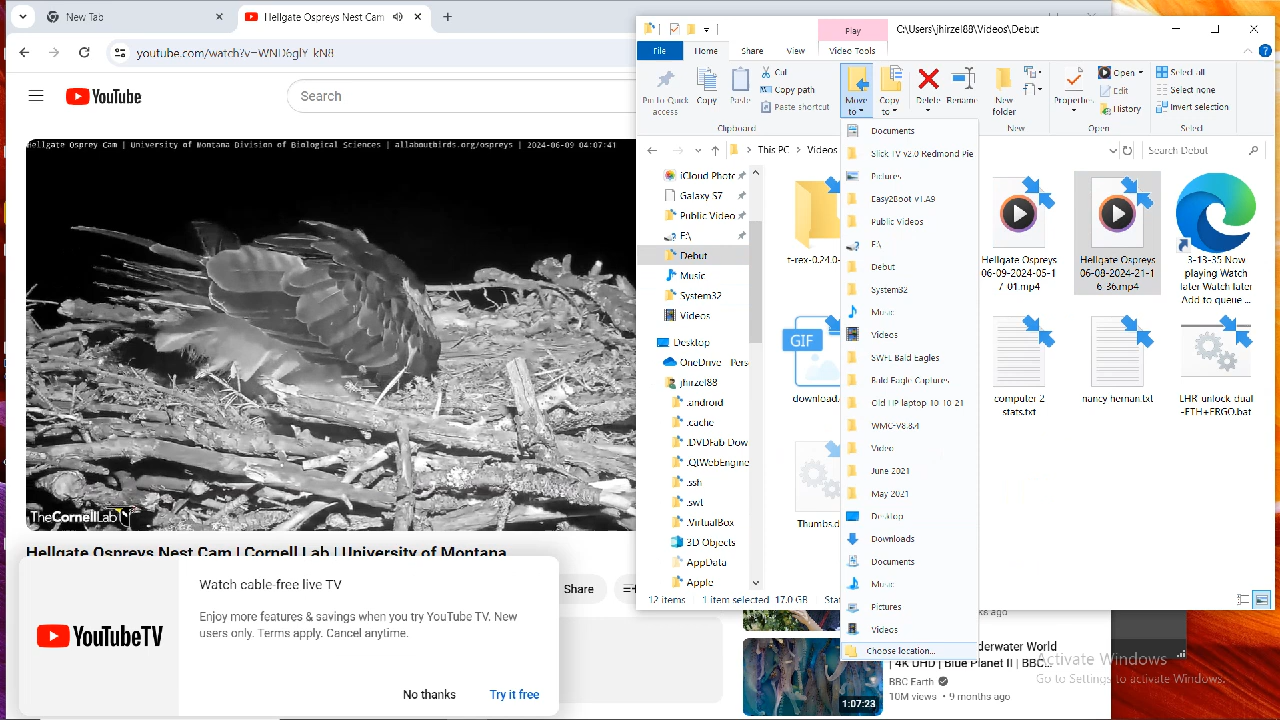 New Tab
Hellgate Ospreys Nest Cam
youtube.com/watch?v=
YouTube
Search
Hellgate Osprey Cam | University of Montana Division of Biological Sciences | allaboutbirds.org/ospreys | 2024-06-09 04:07:41
TheCornellLab
Hellgate Ospreys Nest Cam | Cornell Lab | University of Montana
Share
YouTubeTV
Watch cable-free live TV
Enjoy more features & savings when you try YouTube TV. New
users only. Terms apply. Cancel anytime.
No thanks
Try it free
derwater World
| 4K UHD | Blue Planet II | BBC...
BBC Earth
10M views • 9 months ago
1:07:23
Play
C:\Users\jhirzel88\Videos\Debut
File
Home
Share
View
Video Tools
Pin to Quick
access
Copy
Paste
Cut
Copy path
Paste shortcut
Clipboard
Move
to
Copy
to
Delete
Rename
New
folder
New
Properties
Open
Edit
History
Open
Select all
Select none
Invert selection
Select
This PC
Videos
Search Debut
iCloud Phot
Galaxy S7
Public Video
F:\
Debut
Music
System32
Videos
Desktop
OneDrive - Pers
jhirzel88
.android
.cache
.DVDFab Dow
.QtWebEngine
.ssh
.swt
.VirtualBox
3D Objects
AppData
Apple
Documents
Slick TV v2.0 Redmond Pie
Pictures
Easy2Boot v1.A9
Public Videos
F:\
Debut
System32
Music
Videos
SWFL Bald Eagles
Bald Eagle Captures
Old HP laptop-10-10-21
WMC-v8.8.4
Video
June 2021
May 2021
Desktop
Downloads
Documents
Music
Pictures
Videos
Choose location...
t-rex-0.24.0-
Hellgate Ospreys
06-09-2024-05-1
7-01.mp4
Hellgate Ospreys
06-08-2024-21-1
6-36.mp4
3-13-35 Now
playing Watch
later Watch later
Add to queue ...
GIF
download.
computer 2
stats.txt
nancy heman.txt
LHR_unlock_dual
-ETH+ERGO.bat
Thumbs.d
12 items
1 item selected 17.0 GB
Stat
Activate Windows
Go to Settings to activate Windows.